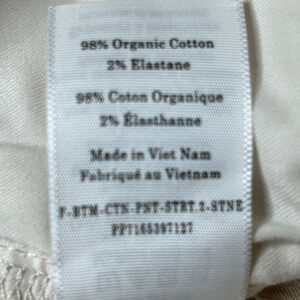 98% Organic Cotton
2% Elastane
98% Coton Organique
2% Élasthanne
Made in Viet Nam
Fabriqué au Vietnam
F-BTM-CTN-PNT-STRT.2-STNE
PP7165397127